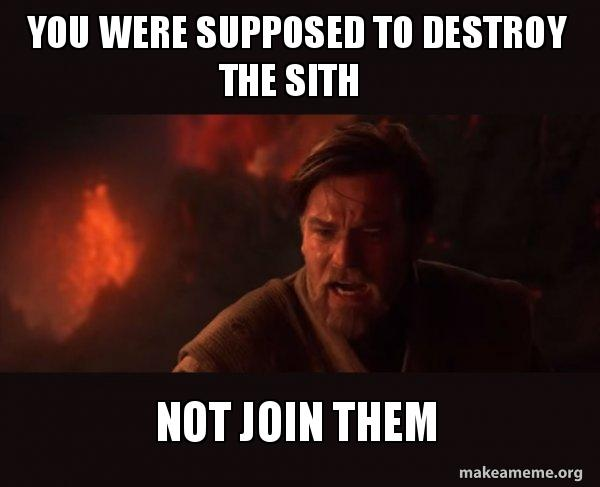 YOU WERE SUPPOSED TO DESTROY
THE SITH
NOT JOIN THEM
makeameme.org